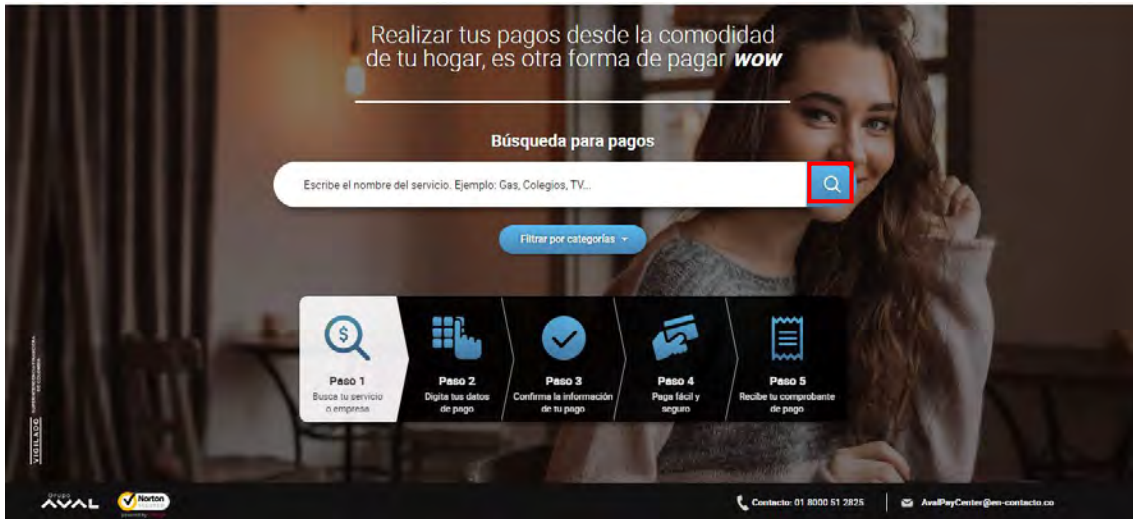 Realizar tus pagos desde la comodidad
de tu hogar, es otra forma de pagar wow
Búsqueda para pagos
Escribe el nombre del servicio. Ejemplo: Gas, Colegios, TV...
Filtrar por categorías
$
Paso 1
Busca tu servicio
o empresa
Paso 2
Digita tus datos
de pago
Paso 3
Confirma la información
de tu pago
Paso 4
Paga fácil y
seguro
Paso 5
Recibe tu comprobante
de pago
VIGILADO
Grupo
AVAL
Norton
Contacto: 01 8000 51 2825
AvalPayCenter@en-contacto.co